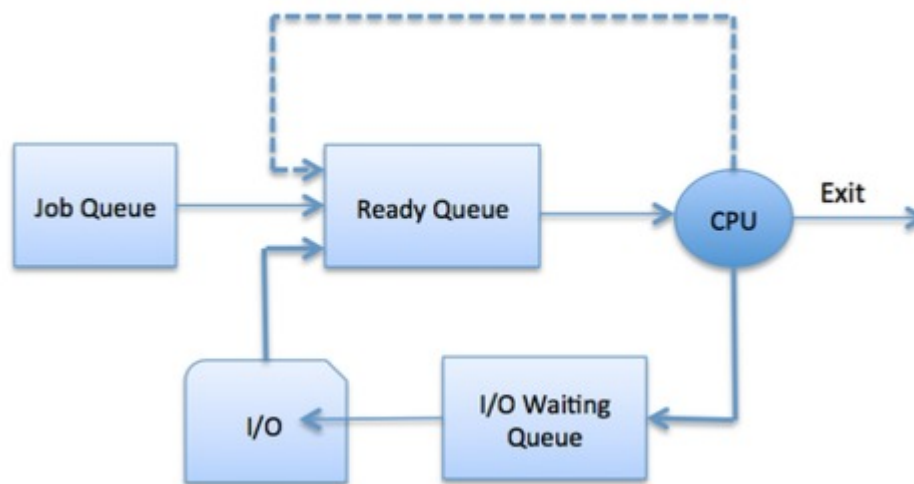 Job Queue
Ready Queue
CPU
Exit
I/O
I/O Waiting
Queue